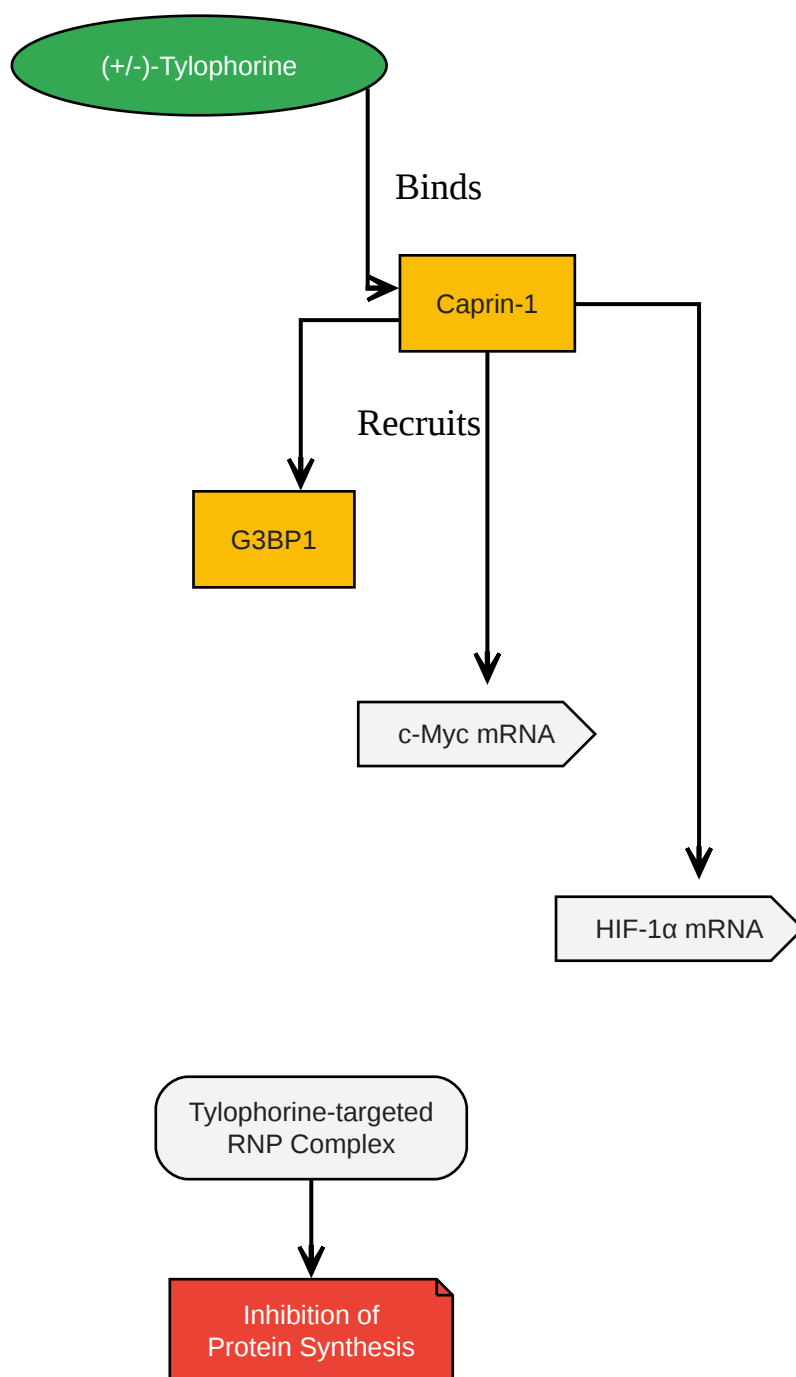 (+/-)-Tylophorine
Binds
Caprin-1
Recruits
G3BP1
c-Myc mRNA
HIF-1α mRNA
Tylophorine-targeted
RNP Complex
Inhibition of
Protein Synthesis